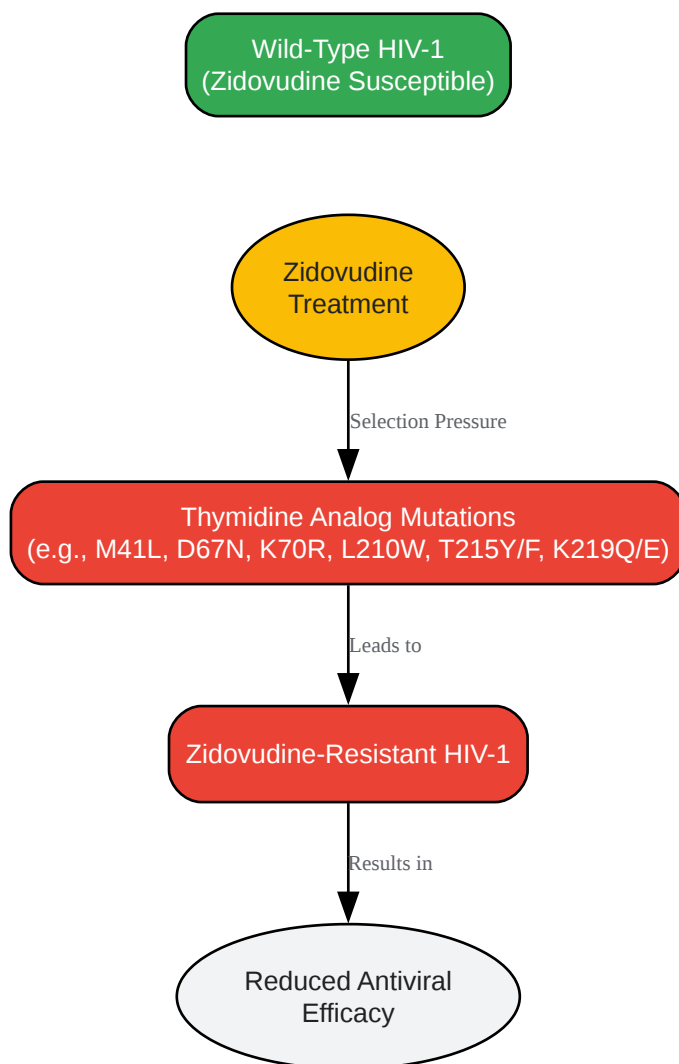 Wild-Type HIV-1
(Zidovudine Susceptible)
Zidovudine
Treatment
Selection Pressure
Thymidine Analog Mutations
(e.g., M41L, D67N, K70R, L210W, T215Y/F, K219Q/E)
Leads to
Zidovudine-Resistant HIV-1
Results in
Reduced Antiviral
Efficacy